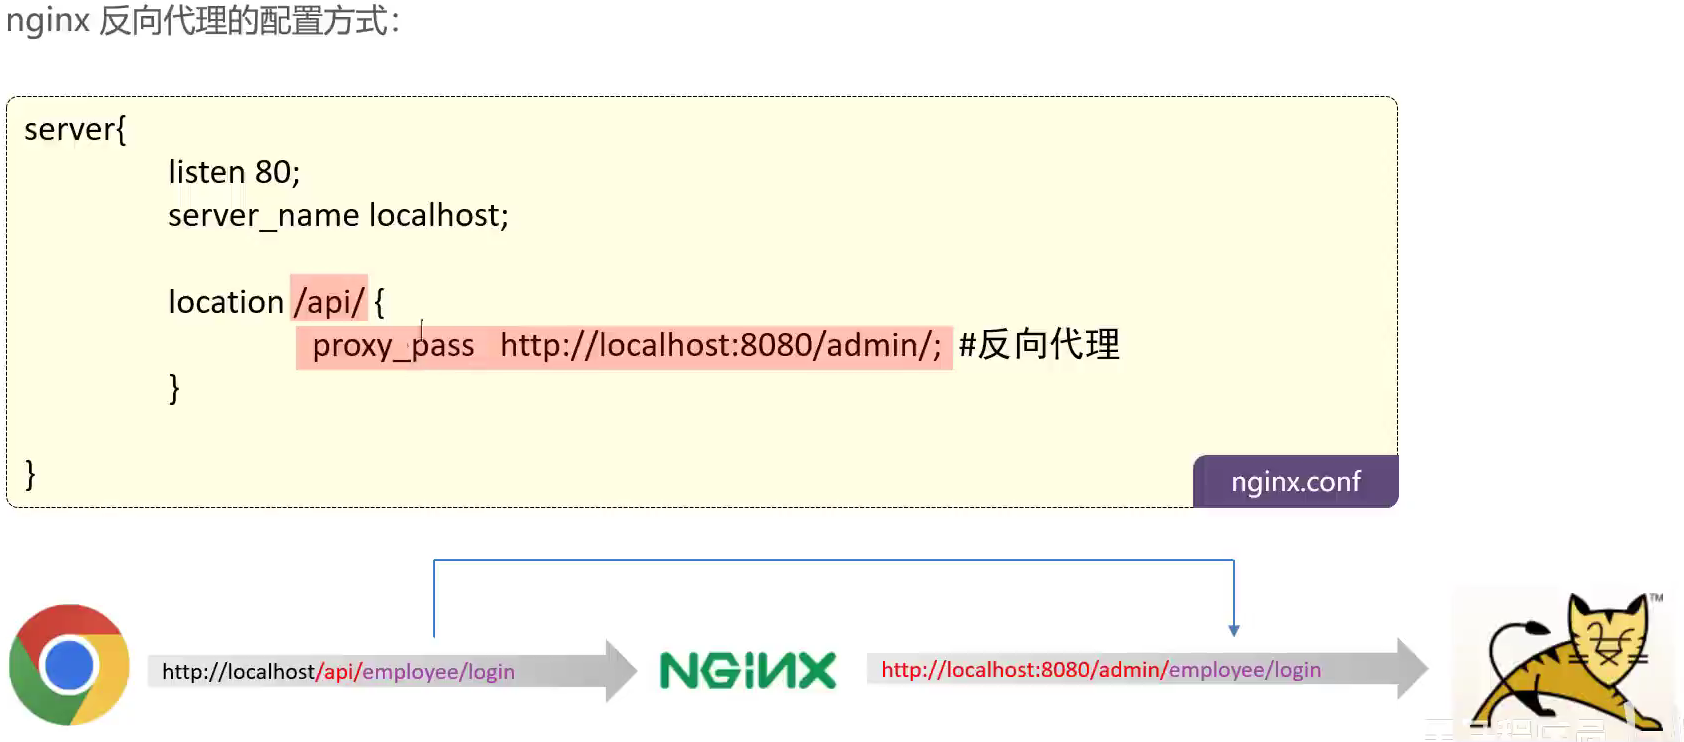 nginx 反向代理的配置方式：
server{
listen 80;
server_name localhost;
location /api/ {
proxy_pass http://localhost:8080/admin/; #反向代理
}
}
nginx.conf
http://localhost/api/employee/login
NGiNX
http://localhost:8080/admin/employee/login
TM